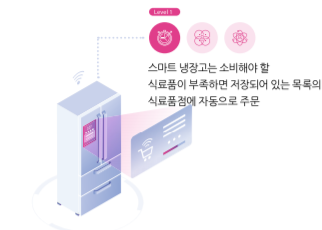 Level 1
스마트 냉장고는 소비해야 할
식료품이 부족하면 저장되어 있는 목록의
식료품점에 자동으로 주문